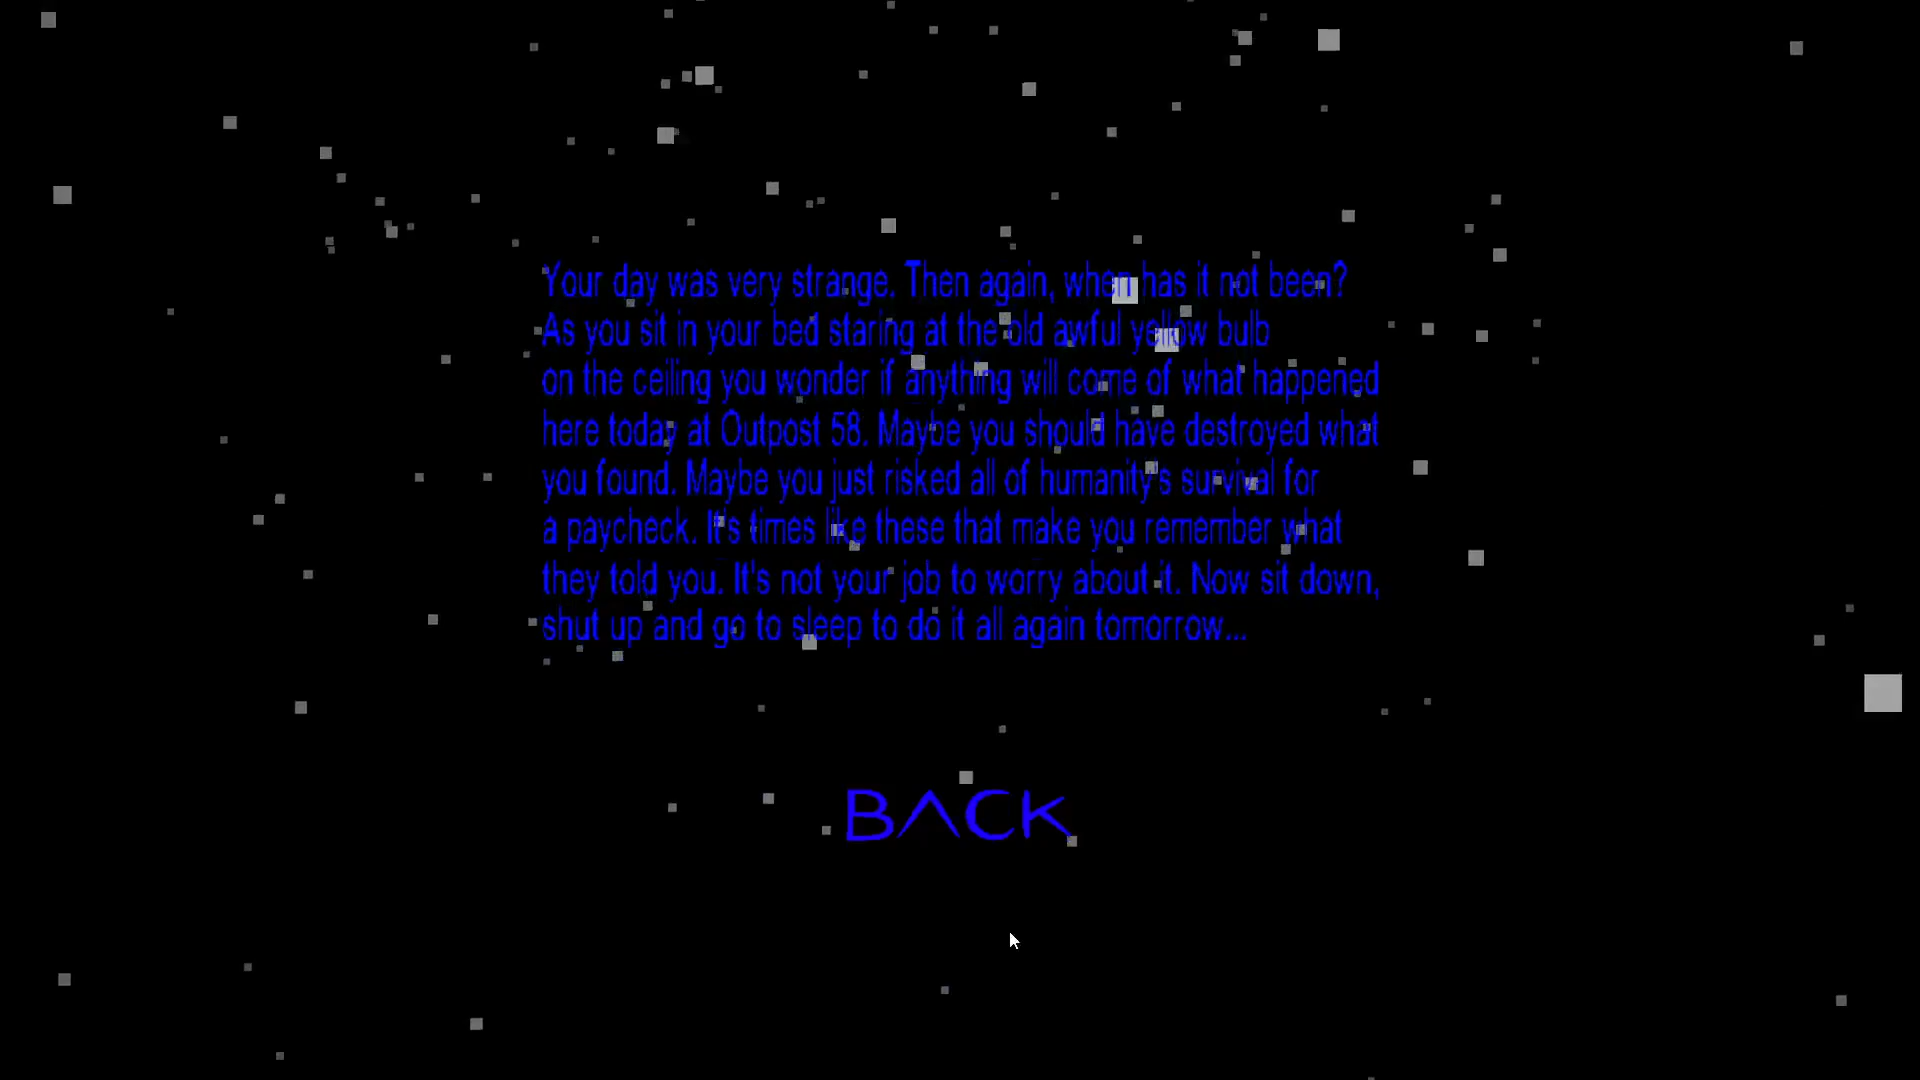 Your day was very strange. Then again, when has it not been?
As you sit in your bed staring at the old awful yellow bulb
on the ceiling you wonder if anything will come of what happened
here today at Outpost 58. Maybe you should have destroyed what
you found. Maybe you just risked all of humanity's survival for
a paycheck. It's times like these that make you remember what
they told you. It's not your job to worry about it. Now sit down,
shut up and go to sleep to do it all again tomorrow...
BACK